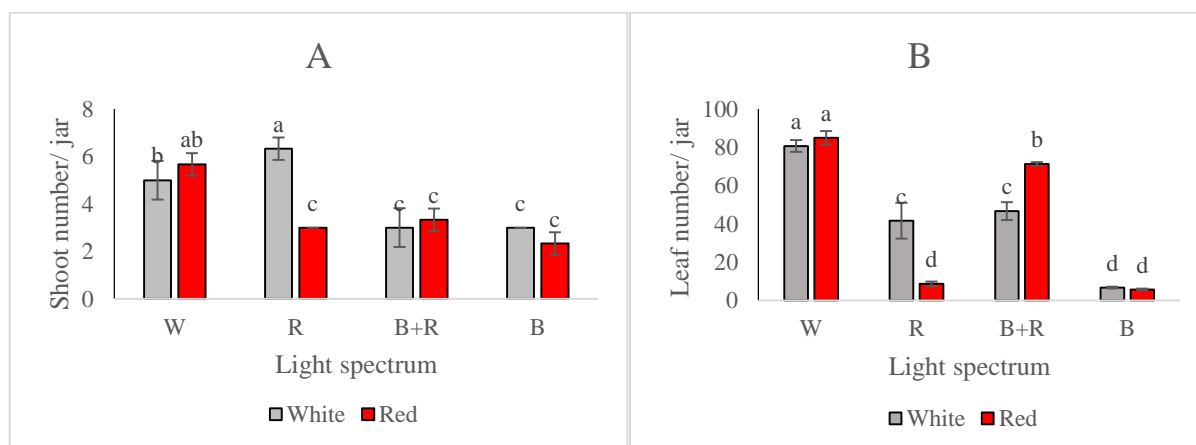 A
Shoot number/ jar
8
6
4
2
0
b ab a c c c c c
W R B+R B
Light spectrum
White Red
B
Leaf number/ jar
100
80
60
40
20
0
a a c d c b d d
W R B+R B
Light spectrum
White Red